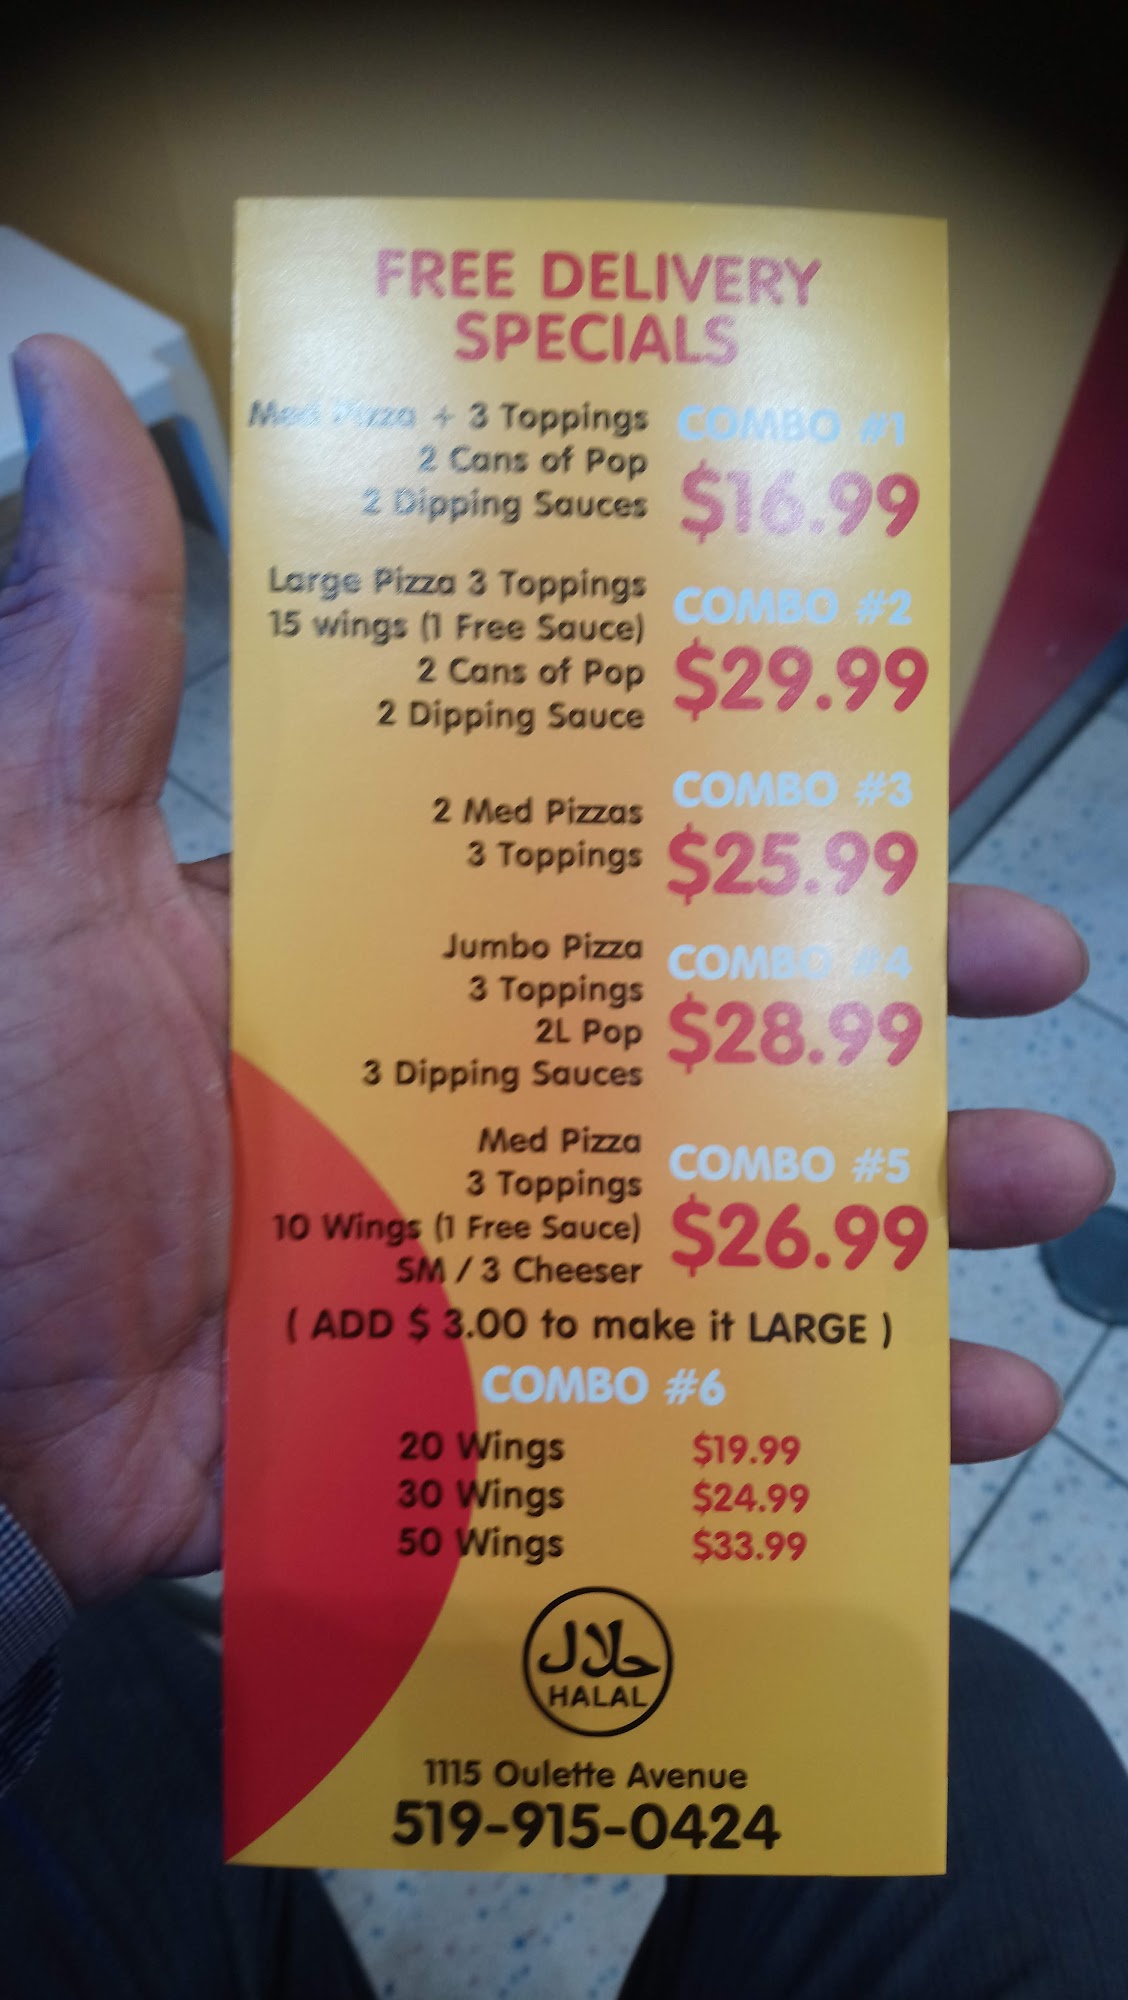 FREE DELIVERY
SPECIALS
Med Pizza + 3 Toppings
2 Cans of Pop
2 Dipping Sauces
COMBO #1
$16.99
Large Pizza 3 Toppings
15 wings (1 Free Sauce)
2 Cans of Pop
2 Dipping Sauce
COMBO #2
$29.99
2 Med Pizzas
3 Toppings
COMBO #3
$25.99
Jumbo Pizza
3 Toppings
2L Pop
3 Dipping Sauces
COMBO #4
$28.99
Med Pizza
3 Toppings
10 Wings (1 Free Sauce)
SM / 3 Cheeser
COMBO #5
$26.99
( ADD $ 3.00 to make it LARGE )
COMBO #6
20 Wings $19.99
30 Wings $24.99
50 Wings $33.99
حلال
HALAL
1115 Oulette Avenue
519-915-0424